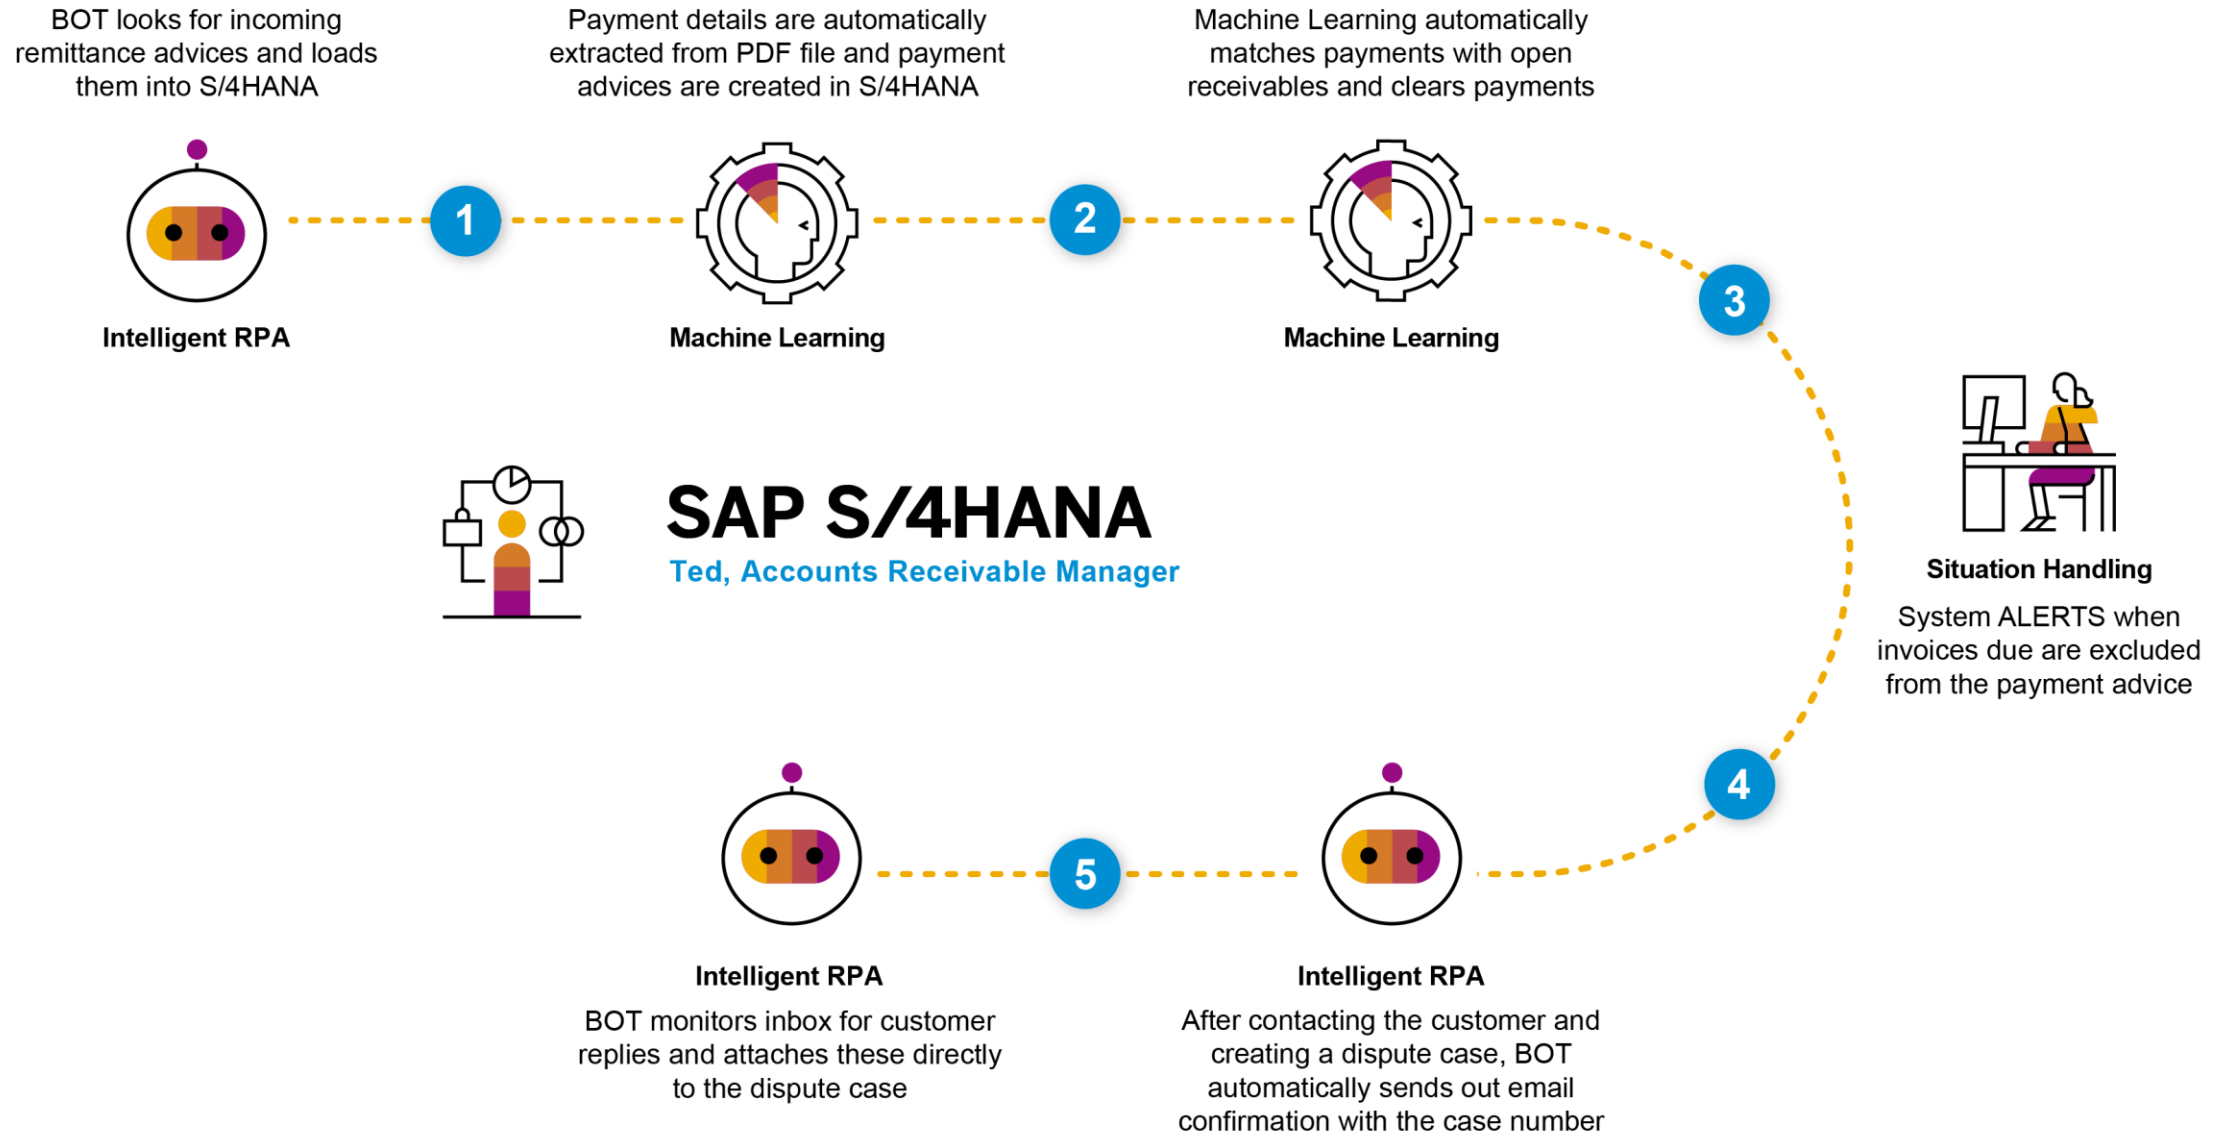 BOT looks for incoming
remittance advices and loads
them into S/4HANA
Payment details are automatically
extracted from PDF file and payment
advices are created in S/4HANA
Machine Learning automatically
matches payments with open
receivables and clears payments
1
2
3
Intelligent RPA
Machine Learning
Machine Learning
SAP S/4HANA
Ted, Accounts Receivable Manager
Situation Handling
System ALERTS when
invoices due are excluded
from the payment advice
4
5
Intelligent RPA
BOT monitors inbox for customer
replies and attaches these directly
to the dispute case
Intelligent RPA
After contacting the customer and
creating a dispute case, BOT
automatically sends out email
confirmation with the case number